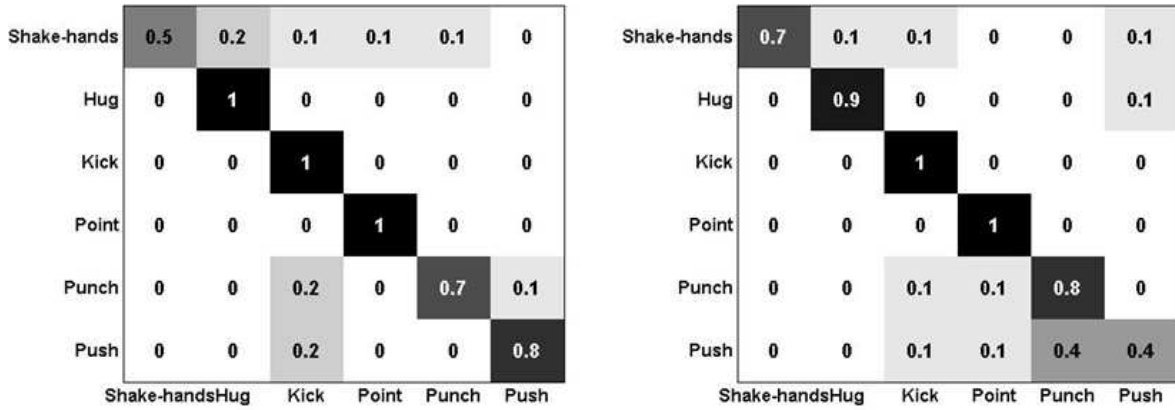 Shake-hands 0.5 0.2 0.1 0.1 0.1 0
Hug 0 1 0 0 0 0
Kick 0 0 1 0 0 0
Point 0 0 0 1 0 0
Punch 0 0 0.2 0 0.7 0.1
Push 0 0 0.2 0 0 0.8
Shake-handsHug Kick Point Punch Push
Shake-hands 0.7 0.1 0.1 0 0 0.1
Hug 0 0.9 0 0 0 0.1
Kick 0 0 1 0 0 0
Point 0 0 0 1 0 0
Punch 0 0 0.1 0.1 0.8 0
Push 0 0 0.1 0.1 0.4 0.4
Shake-handsHug Kick Point Punch Push